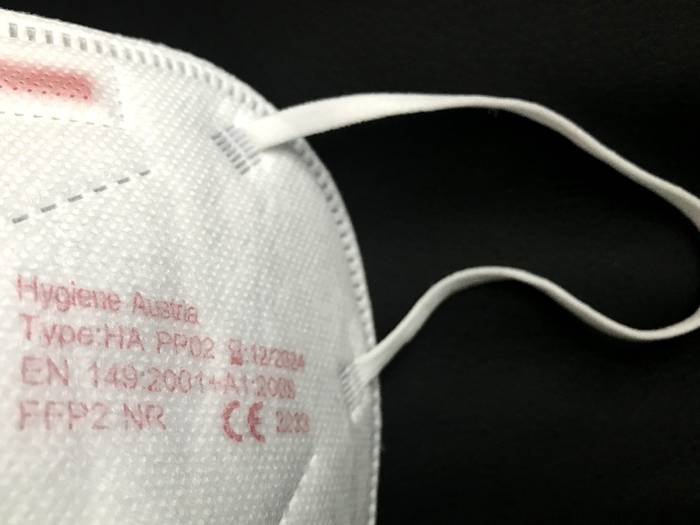 Hygiene Austria
Type:HA PP02 ⌛:12/2024
EN 149:2001+A1:2009
FFP2 NR CE 2233